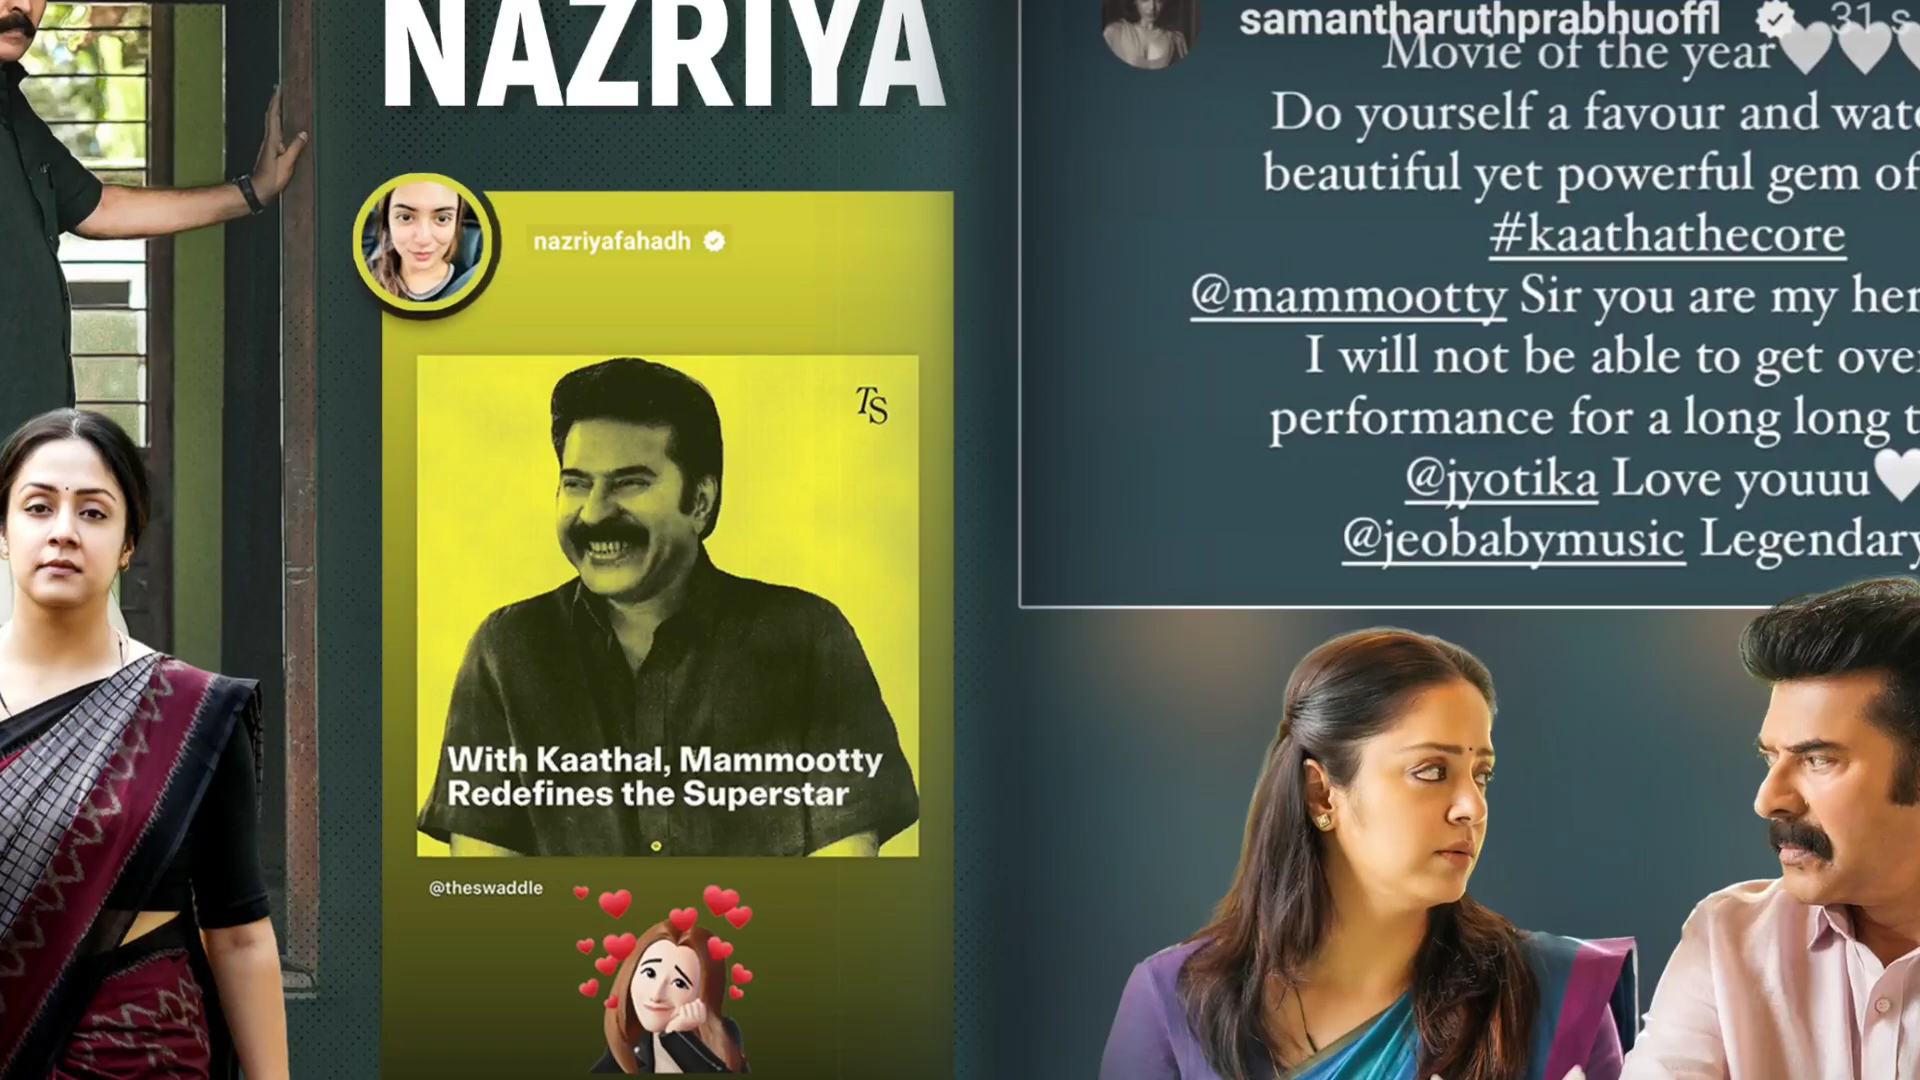 NAZRIYA
nazriyafahadh
TS
With Kaathal, Mammootty
Redefines the Superstar
@theswaddle
samantharuthprabhuoffl 31 s
Movie of the year
Do yourself a favour and
beautiful yet powerful gem of
#kaathathecore
@mammootty Sir you are my
I will not be able to get
performance for a long long
@jyotika Love youuu
@jeobabymusic Legendary